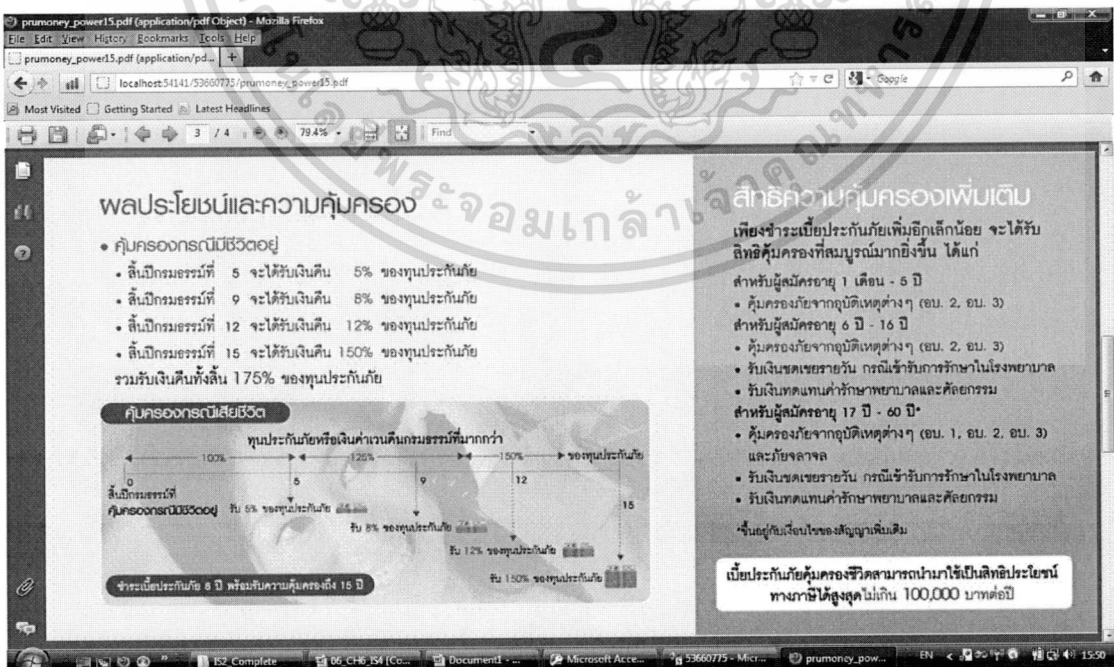 prumoney_power15.pdf (application/pdf Object) - Mozilla Firefox
File Edit View History Bookmarks Tools Help
prumoney_power15.pdf (application/pd... +
localhost:54141/53660775/prumoney_power15.pdf
Google
Most Visited Getting Started Latest Headlines
3 / 4 79.4% Find
พระจอมเกล้าเจ้าคุณทหาร
ผลประโยชน์และความคุ้มครอง
• คุ้มครองกรณีมีชีวิตอยู่
• สิ้นปีกรมธรรม์ที่ 5 จะได้รับเงินคืน 5% ของทุนประกันภัย
• สิ้นปีกรมธรรม์ที่ 9 จะได้รับเงินคืน 8% ของทุนประกันภัย
• สิ้นปีกรมธรรม์ที่ 12 จะได้รับเงินคืน 12% ของทุนประกันภัย
• สิ้นปีกรมธรรม์ที่ 15 จะได้รับเงินคืน 150% ของทุนประกันภัย
รวมรับเงินคืนทั้งสิ้น 175% ของทุนประกันภัย
คุ้มครองกรณีเสียชีวิต
ทุนประกันภัยหรือเงินค่าเวนคืนกรมธรรม์ที่มากกว่า
100% 125% 150% ของทุนประกันภัย
0 5 9 12 15
สิ้นปีกรมธรรม์ที่
คุ้มครองกรณีมีชีวิตอยู่ รับ 5% ของทุนประกันภัย
รับ 8% ของทุนประกันภัย
รับ 12% ของทุนประกันภัย
รับ 150% ของทุนประกันภัย
ชำระเบี้ยประกันภัย 8 ปี พร้อมรับความคุ้มครองถึง 15 ปี
สิทธิความคุ้มครองเพิ่มเติม
เพียงชำระเบี้ยประกันภัยเพิ่มอีกเล็กน้อย จะได้รับ
สิทธิคุ้มครองที่สมบูรณ์มากยิ่งขึ้น ได้แก่
สำหรับผู้สมัครอายุ 1 เดือน - 5 ปี
• คุ้มครองภัยจากอุบัติเหตุต่างๆ (อบ. 2, อบ. 3)
สำหรับผู้สมัครอายุ 6 ปี - 16 ปี
• คุ้มครองภัยจากอุบัติเหตุต่างๆ (อบ. 2, อบ. 3)
• รับเงินชดเชยรายวัน กรณีเข้ารับการรักษาในโรงพยาบาล
• รับเงินทดแทนค่ารักษาพยาบาลและศัลยกรรม
สำหรับผู้สมัครอายุ 17 ปี - 60 ปี*
• คุ้มครองภัยจากอุบัติเหตุต่างๆ (อบ. 1, อบ. 2, อบ. 3)
และภัยจลาจล
• รับเงินชดเชยรายวัน กรณีเข้ารับการรักษาในโรงพยาบาล
• รับเงินทดแทนค่ารักษาพยาบาลและศัลยกรรม
*ขึ้นอยู่กับเงื่อนไขของสัญญาเพิ่มเติม
เบี้ยประกันภัยคุ้มครองชีวิตสามารถนำมาใช้เป็นสิทธิประโยชน์
ทางภาษีได้สูงสุดไม่เกิน 100,000 บาทต่อปี
IS2_Complete 06_CH6_IS4 [Co... Document1 - ... Microsoft Acce... 53660775 - Micr... prumoney_pow... EN 15:50